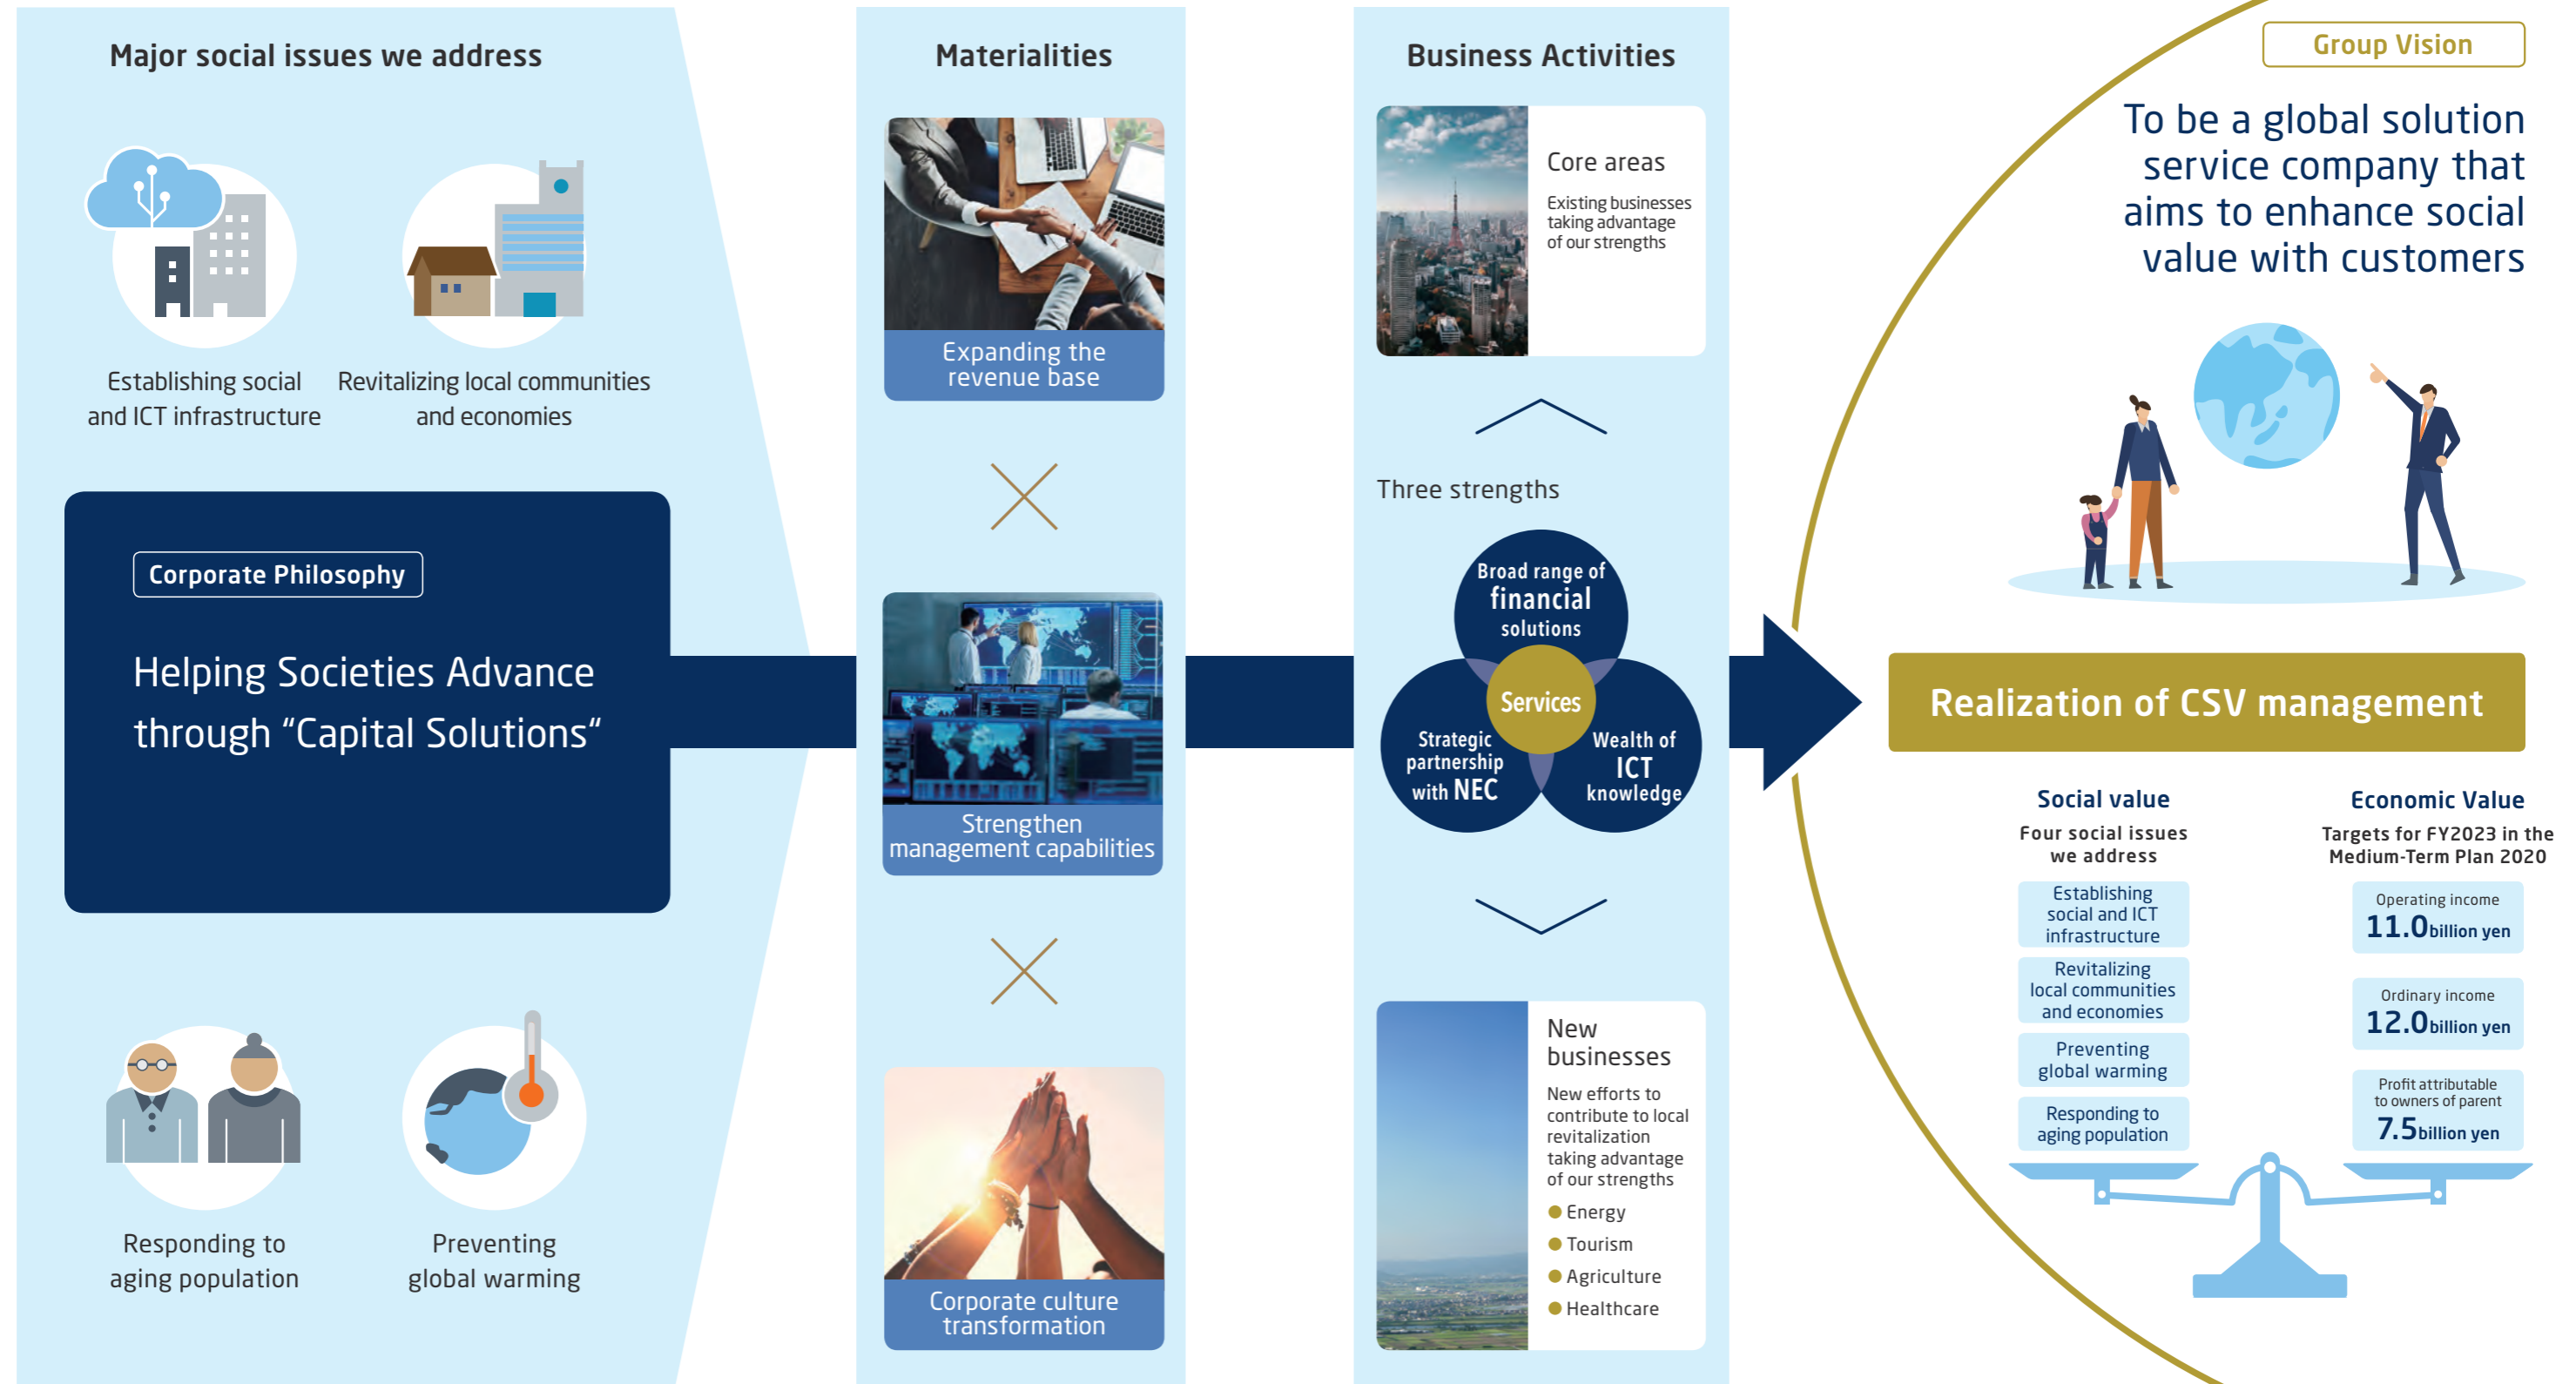 Major social issues we address
Establishing social
and ICT infrastructure
Revitalizing local communities
and economies
Corporate Philosophy
Helping Societies Advance
through “Capital Solutions“
Responding to
aging population
Preventing
global warming
Materialities
Expanding the
revenue base
Strengthen
management capabilities
Corporate culture
transformation
Business Activities
Core areas
Existing businesses
taking advantage
of our strengths
Three strengths
Broad range of
financial
solutions
Services
Strategic
partnership
with NEC
Wealth of
ICT
knowledge
New
businesses
New efforts to
contribute to local
revitalization
taking advantage
of our strengths
Energy
Tourism
Agriculture
Healthcare
Group Vision
To be a global solution
service company that
aims to enhance social
value with customers
Realization of CSV management
Social value
Four social issues
we address
Establishing
social and ICT
infrastructure
Revitalizing
local communities
and economies
Preventing
global warming
Responding to
aging population
Economic Value
Targets for FY2023 in the
Medium-Term Plan 2020
Operating income
11.0billion yen
Ordinary income
12.0billion yen
Profit attributable
to owners of parent
7.5billion yen